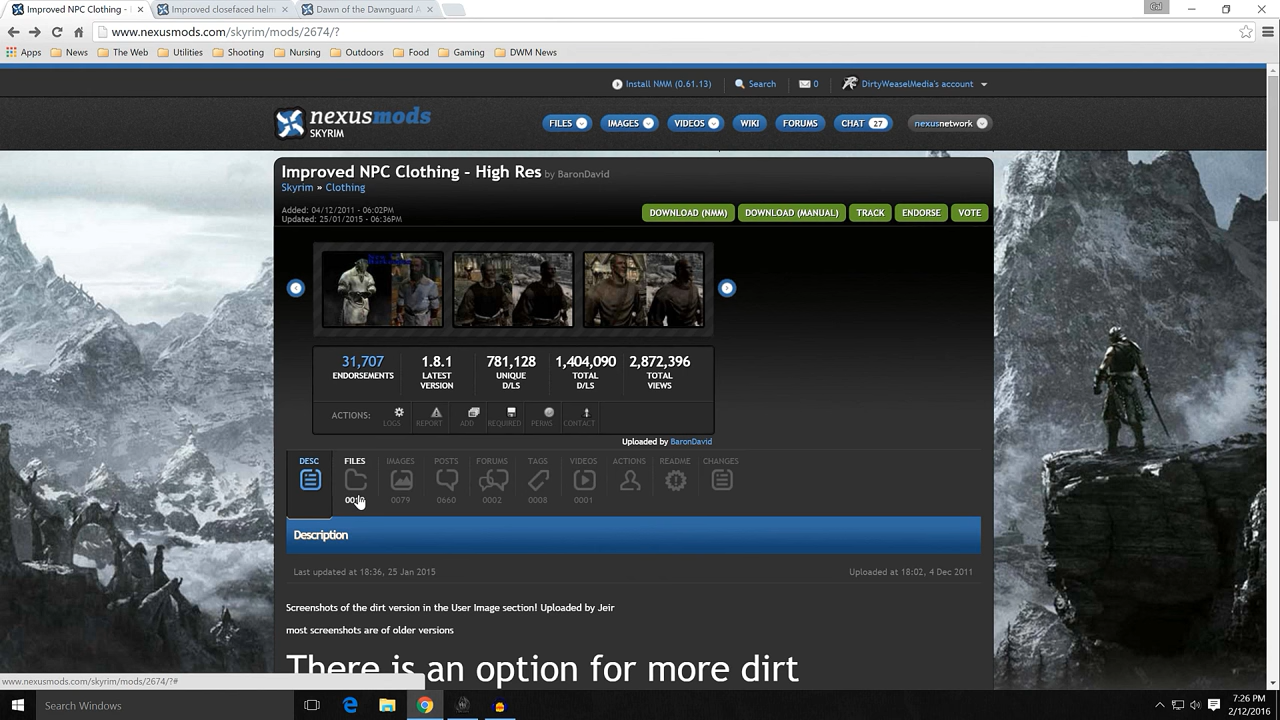 Improved NPC Clothing -
Improved closefaced helm
Dawn of the Dawnguard A
www.nexusmods.com/skyrim/mods/2674/?
Apps News The Web Utilities Shooting Nursing Outdoors Food Gaming DWM News
Install NMM (0.61.13) Search 0 DirtyWeaselMedia's account
nexusmods
SKYRIM
FILES IMAGES VIDEOS WIKI FORUMS CHAT 27 nexusnetwork
Improved NPC Clothing - High Res by BaronDavid
Skyrim » Clothing
Added: 04/12/2011 - 06:02PM
Updated: 25/01/2015 - 06:36PM
DOWNLOAD (NMM) DOWNLOAD (MANUAL) TRACK ENDORSE VOTE
31,707 1.8.1 781,128 1,404,090 2,872,396
ENDORSEMENTS LATEST UNIQUE TOTAL TOTAL
VERSION D/LS D/LS VIEWS
ACTIONS: LOGS REPORT ADD REQUIRED PERMS CONTACT
Uploaded by BaronDavid
DESC FILES IMAGES POSTS FORUMS TAGS VIDEOS ACTIONS README CHANGES
0079 0660 0002 0008 0001
Description
Last updated at 18:36, 25 Jan 2015 Uploaded at 18:02, 4 Dec 2011
Screenshots of the dirt version in the User Image section! Uploaded by Jeir
most screenshots are of older versions
There is an option for more dirt
www.nexusmods.com/skyrim/mods/2674/?#
Search Windows
7:26 PM
2/12/2016